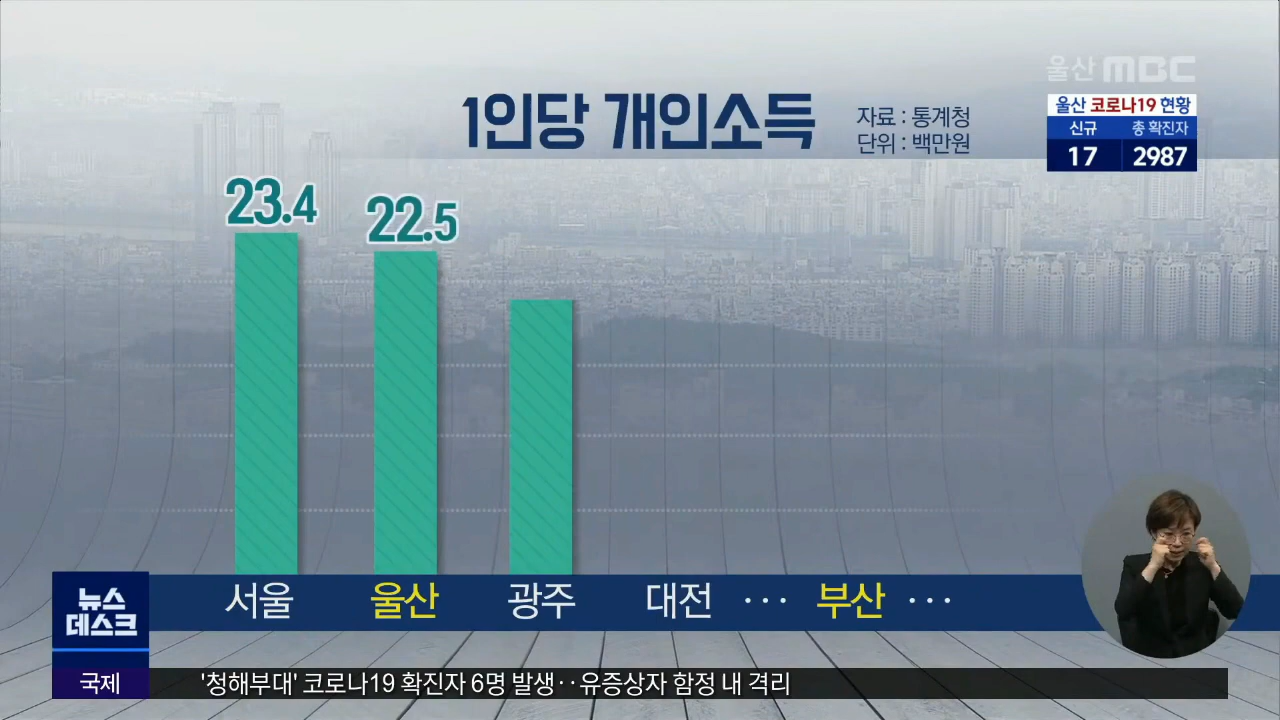 울산 MBC
1인당 개인소득
자료 : 통계청
단위 : 백만원
울산 코로나19 현황
신규 총 확진자
17 2987
23.4
22.5
서울 울산 광주 대전 ··· 부산 ···
뉴스
데스크
국제 '청해부대' 코로나19 확진자 6명 발생‥유증상자 함정 내 격리